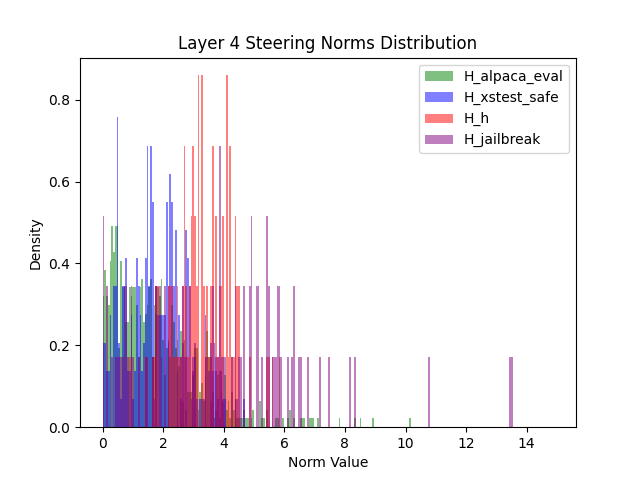 Layer 4 Steering Norms Distribution
H_alpaca_eval
H_xstest_safe
H_h
H_jailbreak
Density
0.8
0.6
0.4
0.2
0.0
0 2 4 6 8 10 12 14
Norm Value